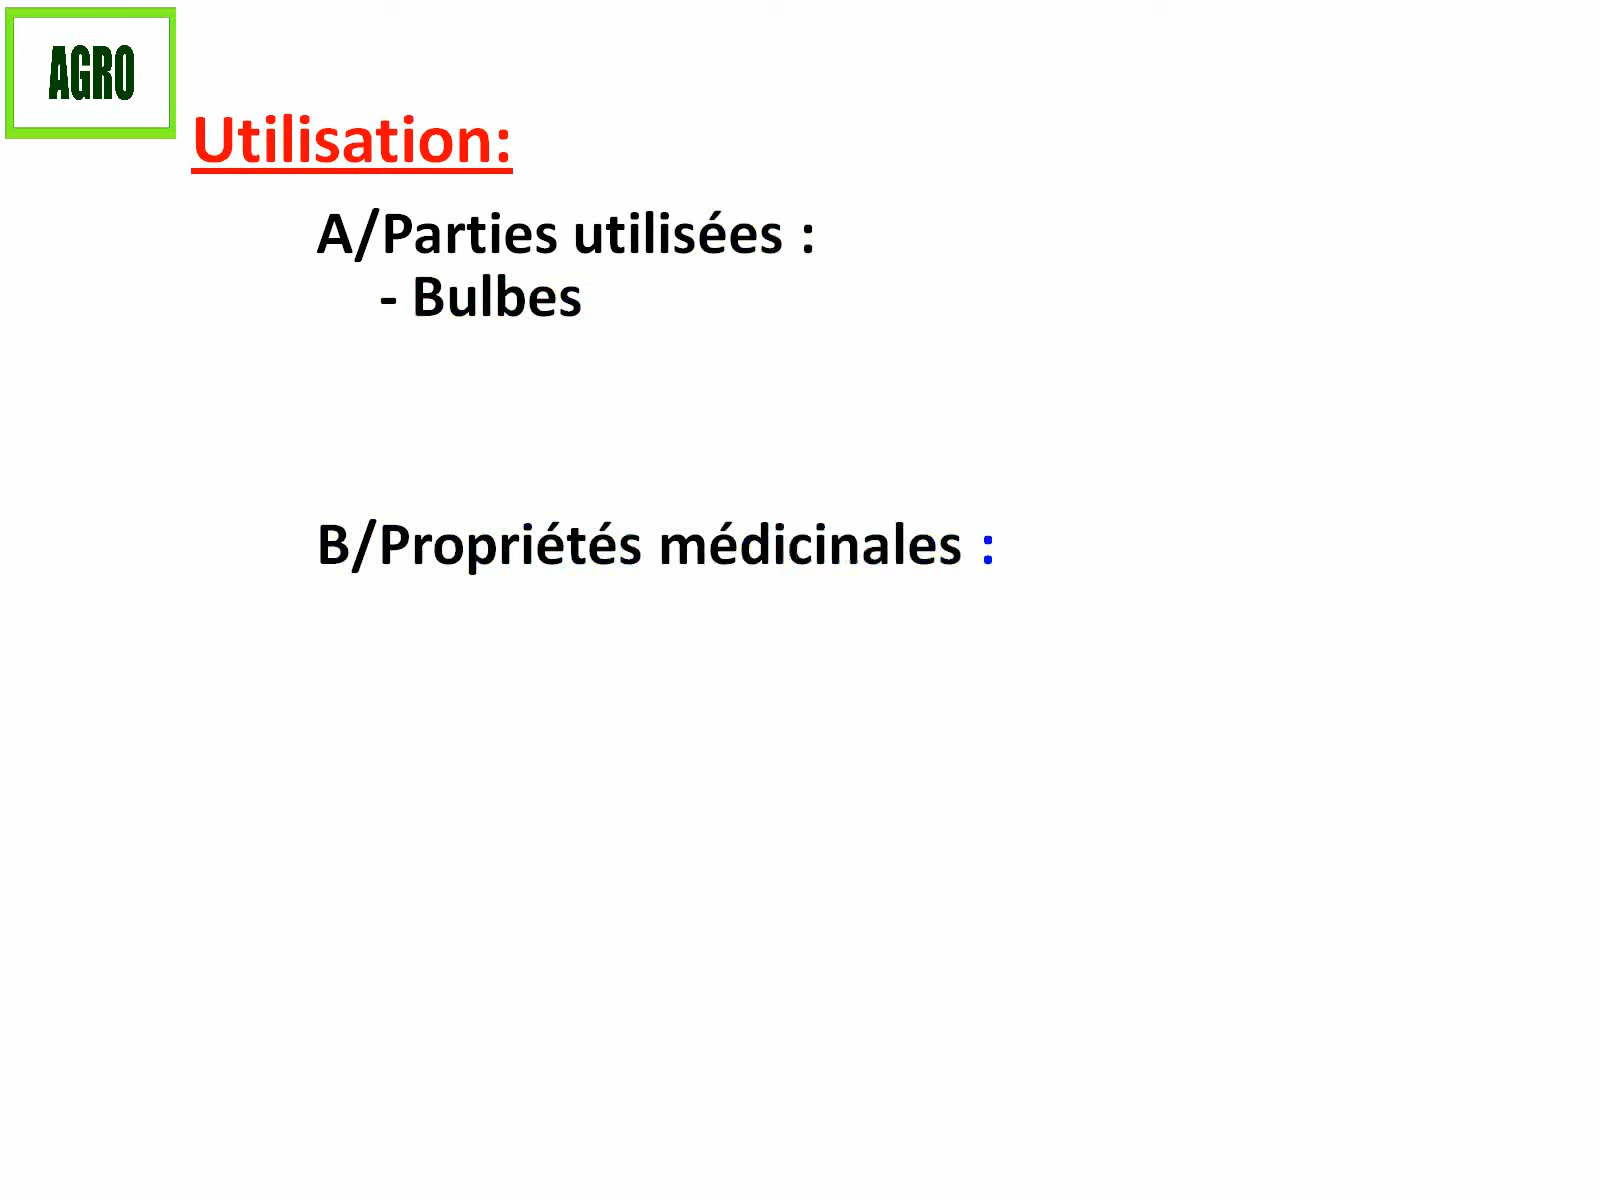 AGRO
Utilisation:
A/Parties utilisées :
- Bulbes
B/Propriétés médicinales :